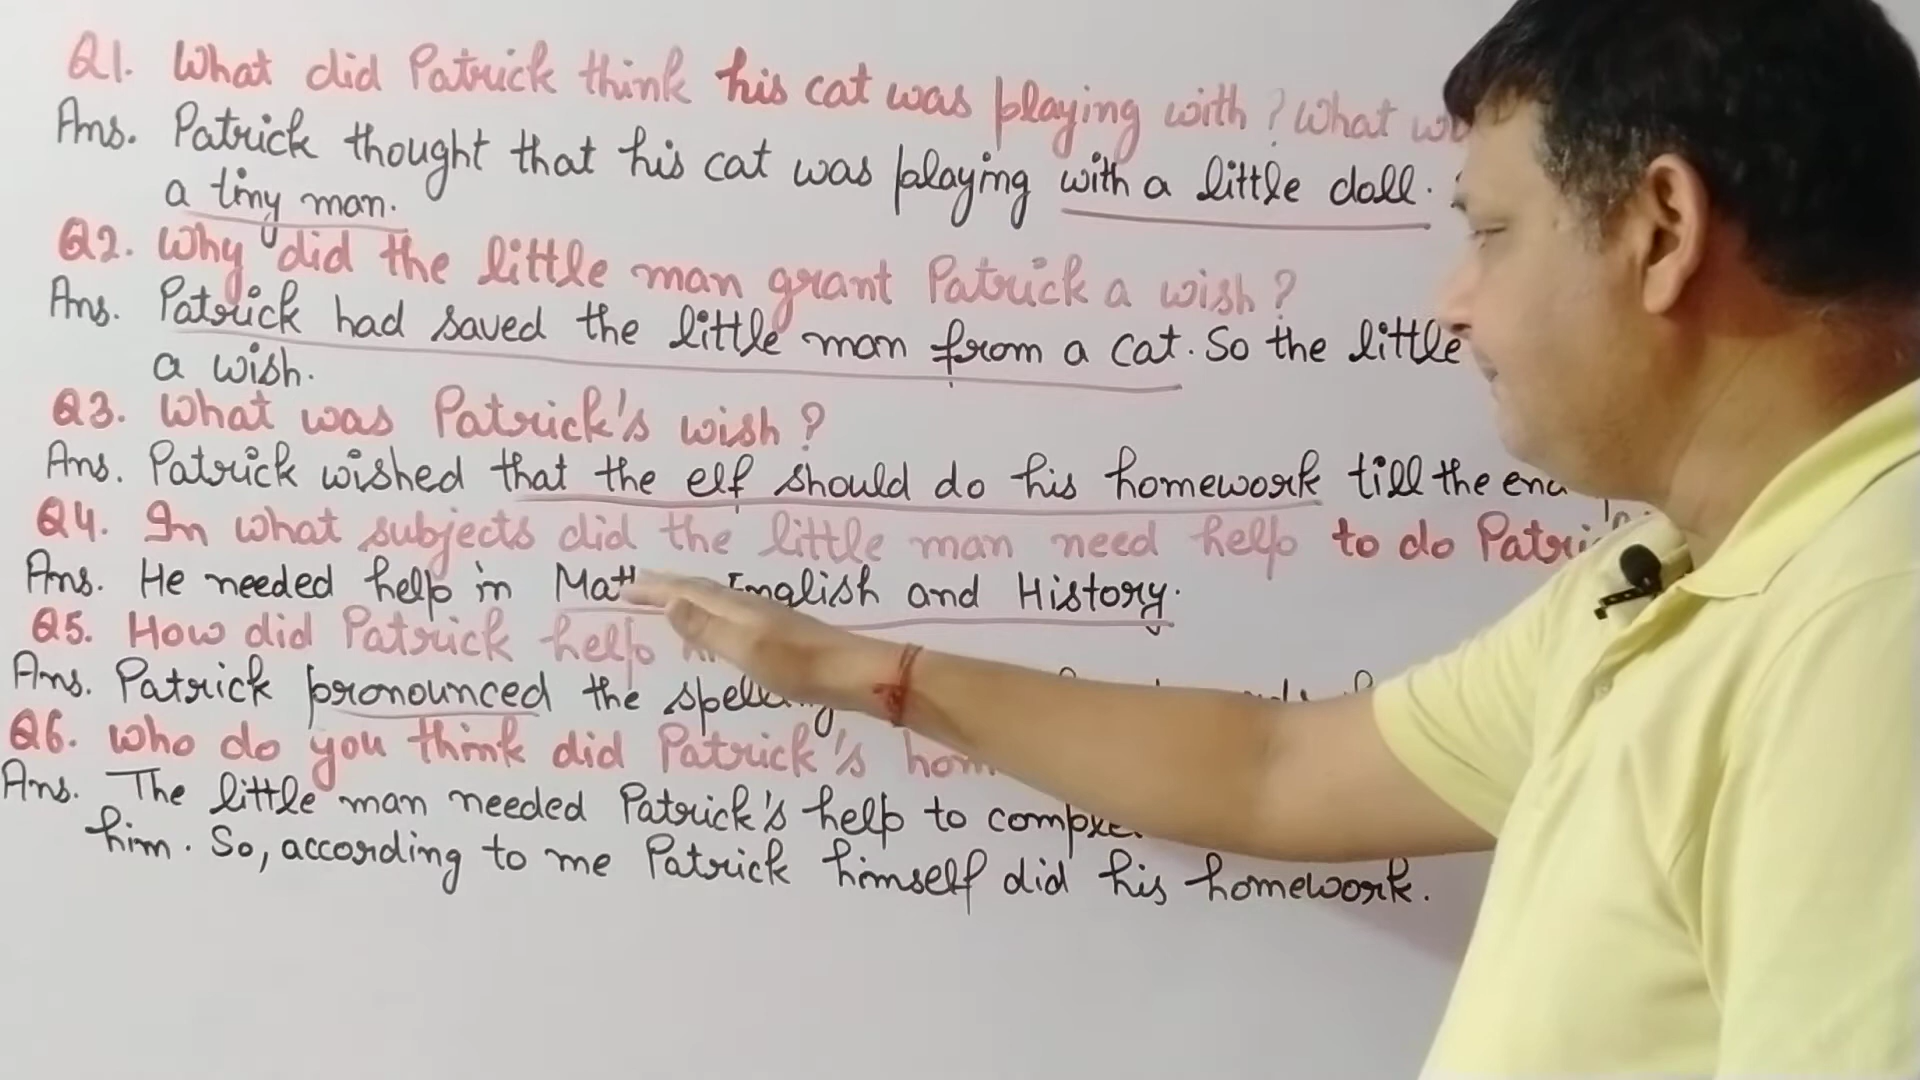 Q1. What did Patrick think his cat was playing with? What
Ans. Patrick thought that his cat was playing with a little doll.
a tiny man.
Q2. Why did the little man grant Patrick a wish?
Ans. Patrick had saved the little man from a cat. So the little
a wish.
Q3. What was Patrick's wish?
Ans. Patrick wished that the elf should do his homework till the
Q4. In what subjects did the little man need help to do
Ans. He needed help in English and History.
Q5. How did Patrick help
Ans. Patrick pronounced the
Q6. Who do you think did Patrick's
Ans. The little man needed Patrick's help to
him. So, according to me Patrick himself did his homework.